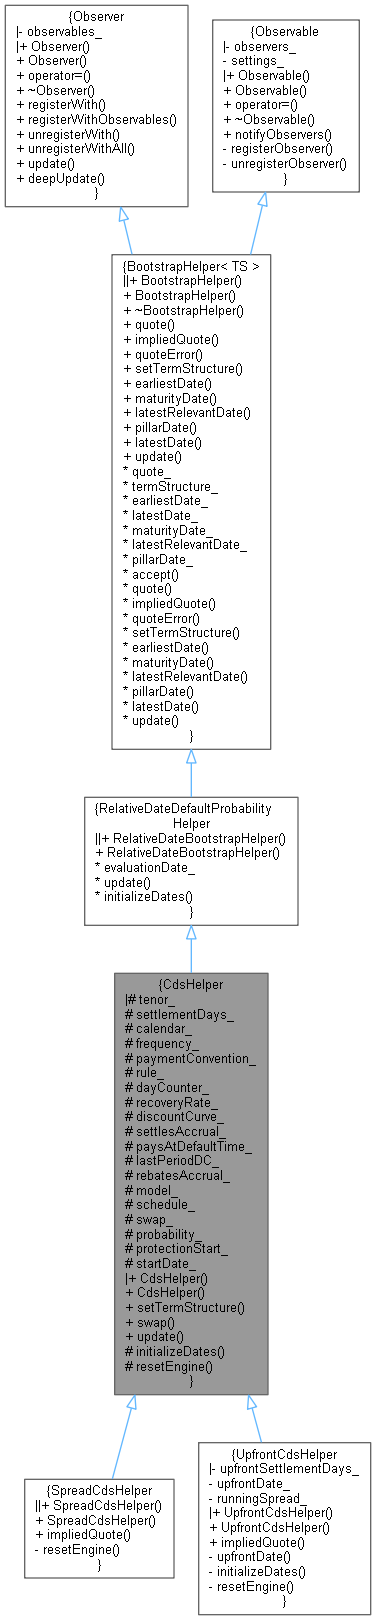 {Observer
|- observables_
|+ Observer()
+ Observer()
+ operator=()
+ ~Observer()
+ registerWith()
+ registerWithObservables()
+ unregisterWith()
+ unregisterWithAll()
+ update()
+ deepUpdate()
}
{Observable
|- observers_
- settings_
|+ Observable()
+ Observable()
+ operator=()
+ ~Observable()
+ notifyObservers()
- registerObserver()
- unregisterObserver()
}
{BootstrapHelper< TS >
||+ BootstrapHelper()
+ BootstrapHelper()
+ ~BootstrapHelper()
+ quote()
+ impliedQuote()
+ quoteError()
+ setTermStructure()
+ earliestDate()
+ maturityDate()
+ latestRelevantDate()
+ pillarDate()
+ latestDate()
+ update()
* quote_
* termStructure_
* earliestDate_
* latestDate_
* maturityDate_
* latestRelevantDate_
* pillarDate_
* accept()
* quote()
* impliedQuote()
* quoteError()
* setTermStructure()
* earliestDate()
* maturityDate()
* latestRelevantDate()
* pillarDate()
* latestDate()
* update()
}
{RelativeDateDefaultProbability
Helper
||+ RelativeDateBootstrapHelper()
+ RelativeDateBootstrapHelper()
* evaluationDate_
* update()
* initializeDates()
}
{CdsHelper
|# tenor_
# settlementDays_
# calendar_
# frequency_
# paymentConvention_
# rule_
# dayCounter_
# recoveryRate_
# discountCurve_
# settlesAccrual_
# paysAtDefaultTime_
# lastPeriodDC_
# rebatesAccrual_
# model_
# schedule_
# swap_
# probability_
# protectionStart_
# startDate_
|+ CdsHelper()
+ CdsHelper()
+ setTermStructure()
+ swap()
+ update()
# initializeDates()
# resetEngine()
}
{SpreadCdsHelper
||+ SpreadCdsHelper()
+ SpreadCdsHelper()
+ impliedQuote()
- resetEngine()
}
{UpfrontCdsHelper
|- upfrontSettlementDays_
- upfrontDate_
- runningSpread_
|+ UpfrontCdsHelper()
+ UpfrontCdsHelper()
+ impliedQuote()
- upfrontDate()
- initializeDates()
- resetEngine()
}